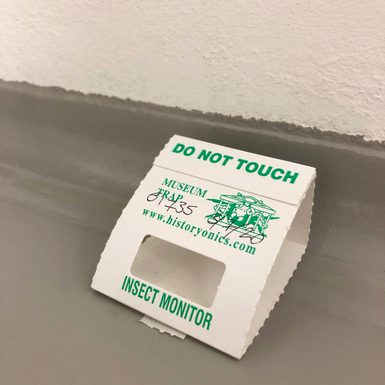 DO NOT TOUCH
MUSEUM
TRAP
www.historyonics.com
INSECT MONITOR